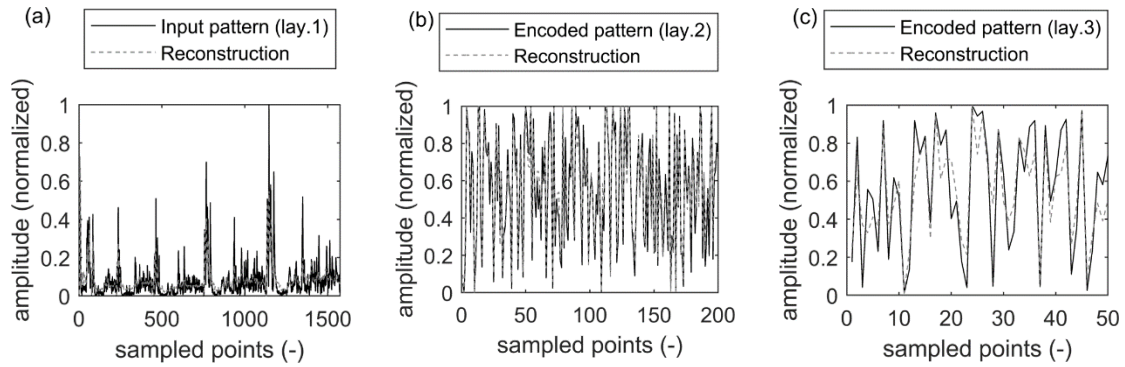 (a)
Input pattern (lay.1)
Reconstruction
amplitude (normalized)
1
0.8
0.6
0.4
0.2
0
0 500 1000 1500
sampled points (-)
(b)
Encoded pattern (lay.2)
Reconstruction
amplitude (normalized)
1
0.8
0.6
0.4
0.2
0
0 50 100 150 200
sampled points (-)
(c)
Encoded pattern (lay.3)
Reconstruction
amplitude (normalized)
1
0.8
0.6
0.4
0.2
0
0 10 20 30 40 50
sampled points (-)